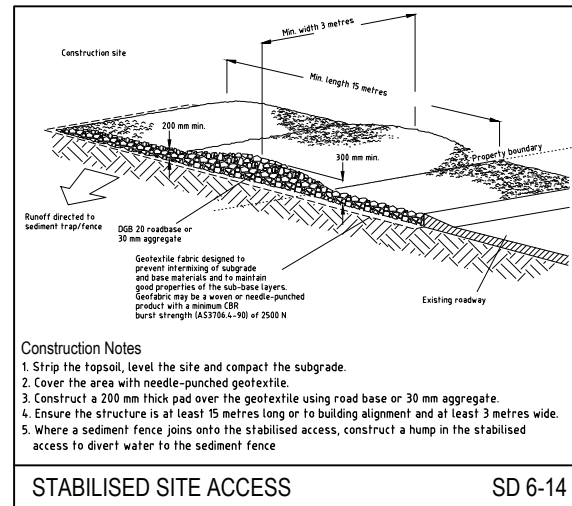 Construction site
Min. width 3 metres
Min. length 15 metres
200 mm min.
300 mm min.
Property boundary
Runoff directed to
sediment trap/fence
DGB 20 roadbase or
30 mm aggregate
Geotextile fabric designed to
prevent intermixing of subgrade
and base materials and to maintain
good properties of the sub-base layers.
Geofabric may be a woven or needle-punched
product with a minimum CBR
burst strength (AS3706.4-90) of 2500 N
Existing roadway
Construction Notes
1. Strip the topsoil, level the site and compact the subgrade.
2. Cover the area with needle-punched geotextile.
3. Construct a 200 mm thick pad over the geotextile using road base or 30 mm aggregate.
4. Ensure the structure is at least 15 metres long or to building alignment and at least 3 metres wide.
5. Where a sediment fence joins onto the stabilised access, construct a hump in the stabilised
access to divert water to the sediment fence
STABILISED SITE ACCESS SD 6-14